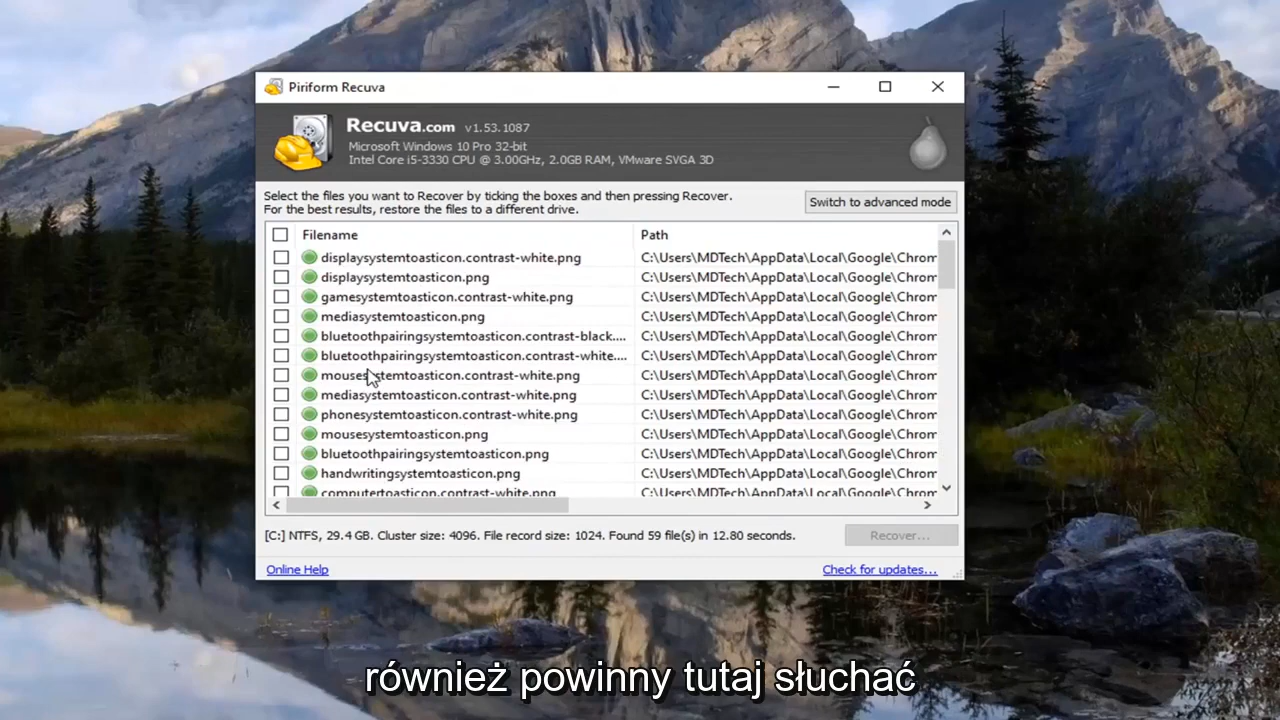 Piriform Recuva
Recuva.com v1.53.1087
Microsoft Windows 10 Pro 32-bit
Intel Core i5-3330 CPU @ 3.00GHz, 2.0GB RAM, VMware SVGA 3D
Select the files you want to Recover by ticking the boxes and then pressing Recover.
For the best results, restore the files to a different drive.
Switch to advanced mode
Filename Path
displaysystemtoasticon.contrast-white.png C:\Users\MDTech\AppData\Local\Google\Chrom
displaysystemtoasticon.png C:\Users\MDTech\AppData\Local\Google\Chrom
gamesystemtoasticon.contrast-white.png C:\Users\MDTech\AppData\Local\Google\Chrom
mediasystemtoasticon.png C:\Users\MDTech\AppData\Local\Google\Chrom
bluetoothpairingsystemtoasticon.contrast-black.... C:\Users\MDTech\AppData\Local\Google\Chrom
bluetoothpairingsystemtoasticon.contrast-white.... C:\Users\MDTech\AppData\Local\Google\Chrom
mousesystemtoasticon.contrast-white.png C:\Users\MDTech\AppData\Local\Google\Chrom
mediasystemtoasticon.contrast-white.png C:\Users\MDTech\AppData\Local\Google\Chrom
phonesystemtoasticon.contrast-white.png C:\Users\MDTech\AppData\Local\Google\Chrom
mousesystemtoasticon.png C:\Users\MDTech\AppData\Local\Google\Chrom
bluetoothpairingsystemtoasticon.png C:\Users\MDTech\AppData\Local\Google\Chrom
handwritingsystemtoasticon.png C:\Users\MDTech\AppData\Local\Google\Chrom
computertoasticon.contrast-white.png C:\Users\MDTech\AppData\Local\Google\Chrom
[C:] NTFS, 29.4 GB. Cluster size: 4096. File record size: 1024. Found 59 file(s) in 12.80 seconds.
Recover...
Online Help
Check for updates...
również powinny tutaj słuchać